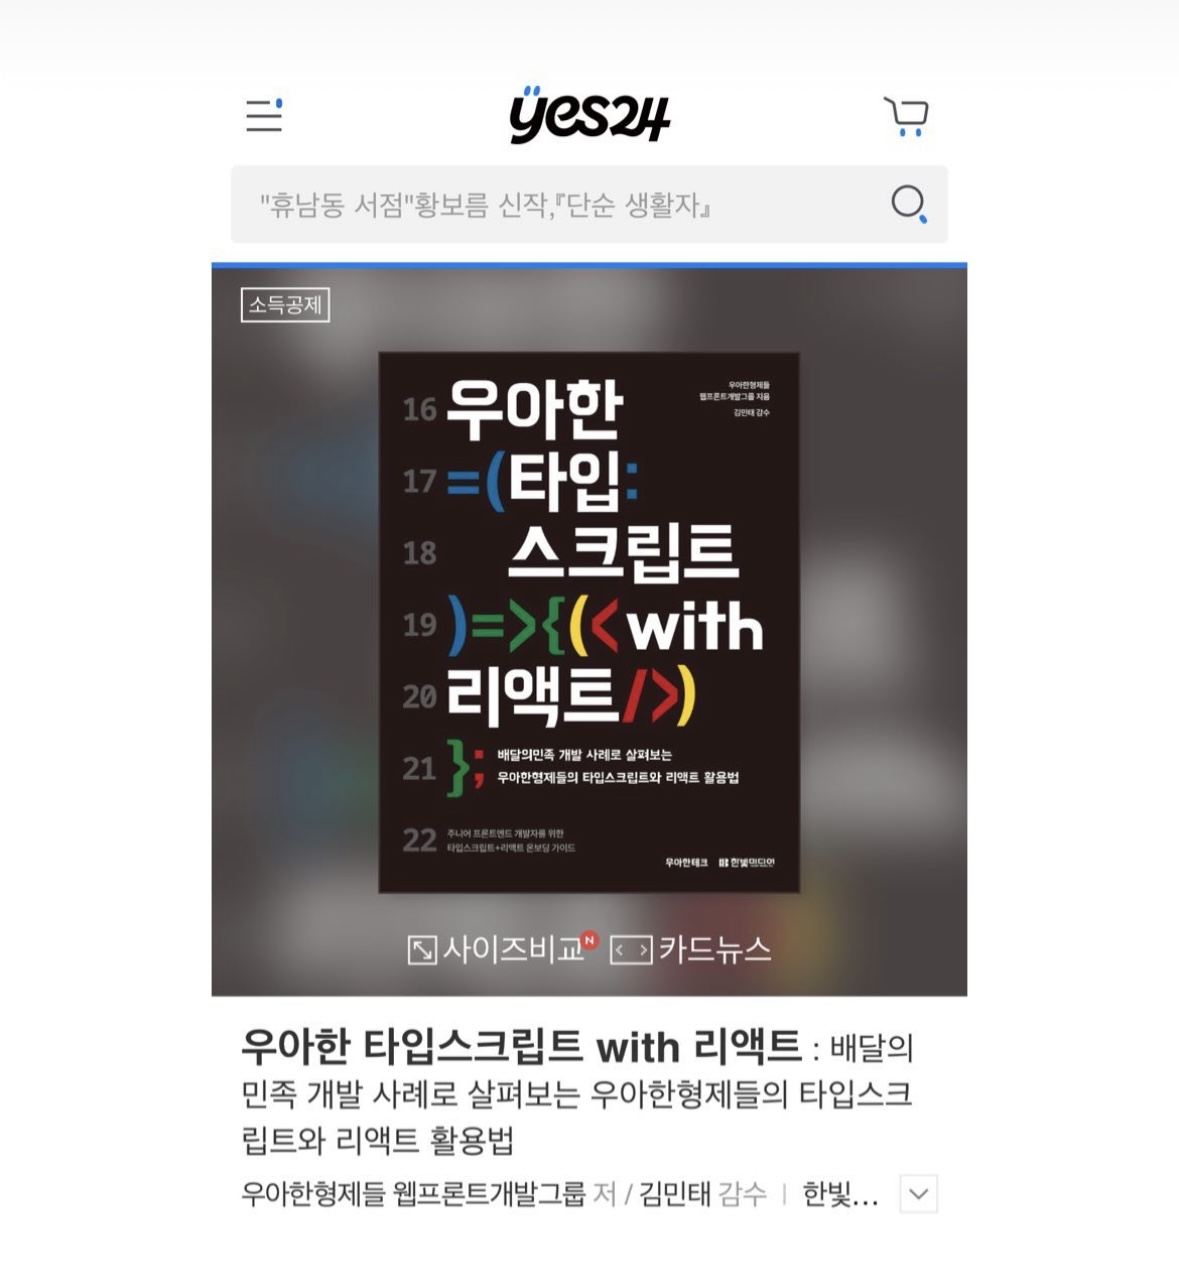 yes24
"휴남동 서점"황보름 신작,『단순 생활자』
소득공제
16 우아한
우아한형제들
웹프론트개발그룹 지음
김민태 감수
17 =(타입:
18 스크립트
19 )=>{(<with
20 리액트/>)
21 }; 배달의민족 개발 사례로 살펴보는
우아한형제들의 타입스크립트와 리액트 활용법
22 주니어 프론트엔드 개발자를 위한
타입스크립트+리액트 온보딩 가이드
우아한테크 한빛미디어
사이즈비교 N 카드뉴스
우아한 타입스크립트 with 리액트 : 배달의
민족 개발 사례로 살펴보는 우아한형제들의 타입스크
립트와 리액트 활용법
우아한형제들 웹프론트개발그룹 저 / 김민태 감수 | 한빛...